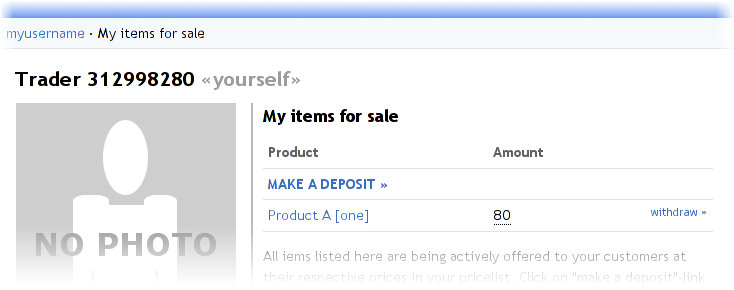 myusername · My items for sale
Trader 312998280 «yourself»
NO PHOTO
My items for sale
Product Amount
MAKE A DEPOSIT »
Product A [one] 80 withdraw »
All iems listed here are being actively offered to your customers at
their respective prices in your pricelist. Click on "make a deposit"-link